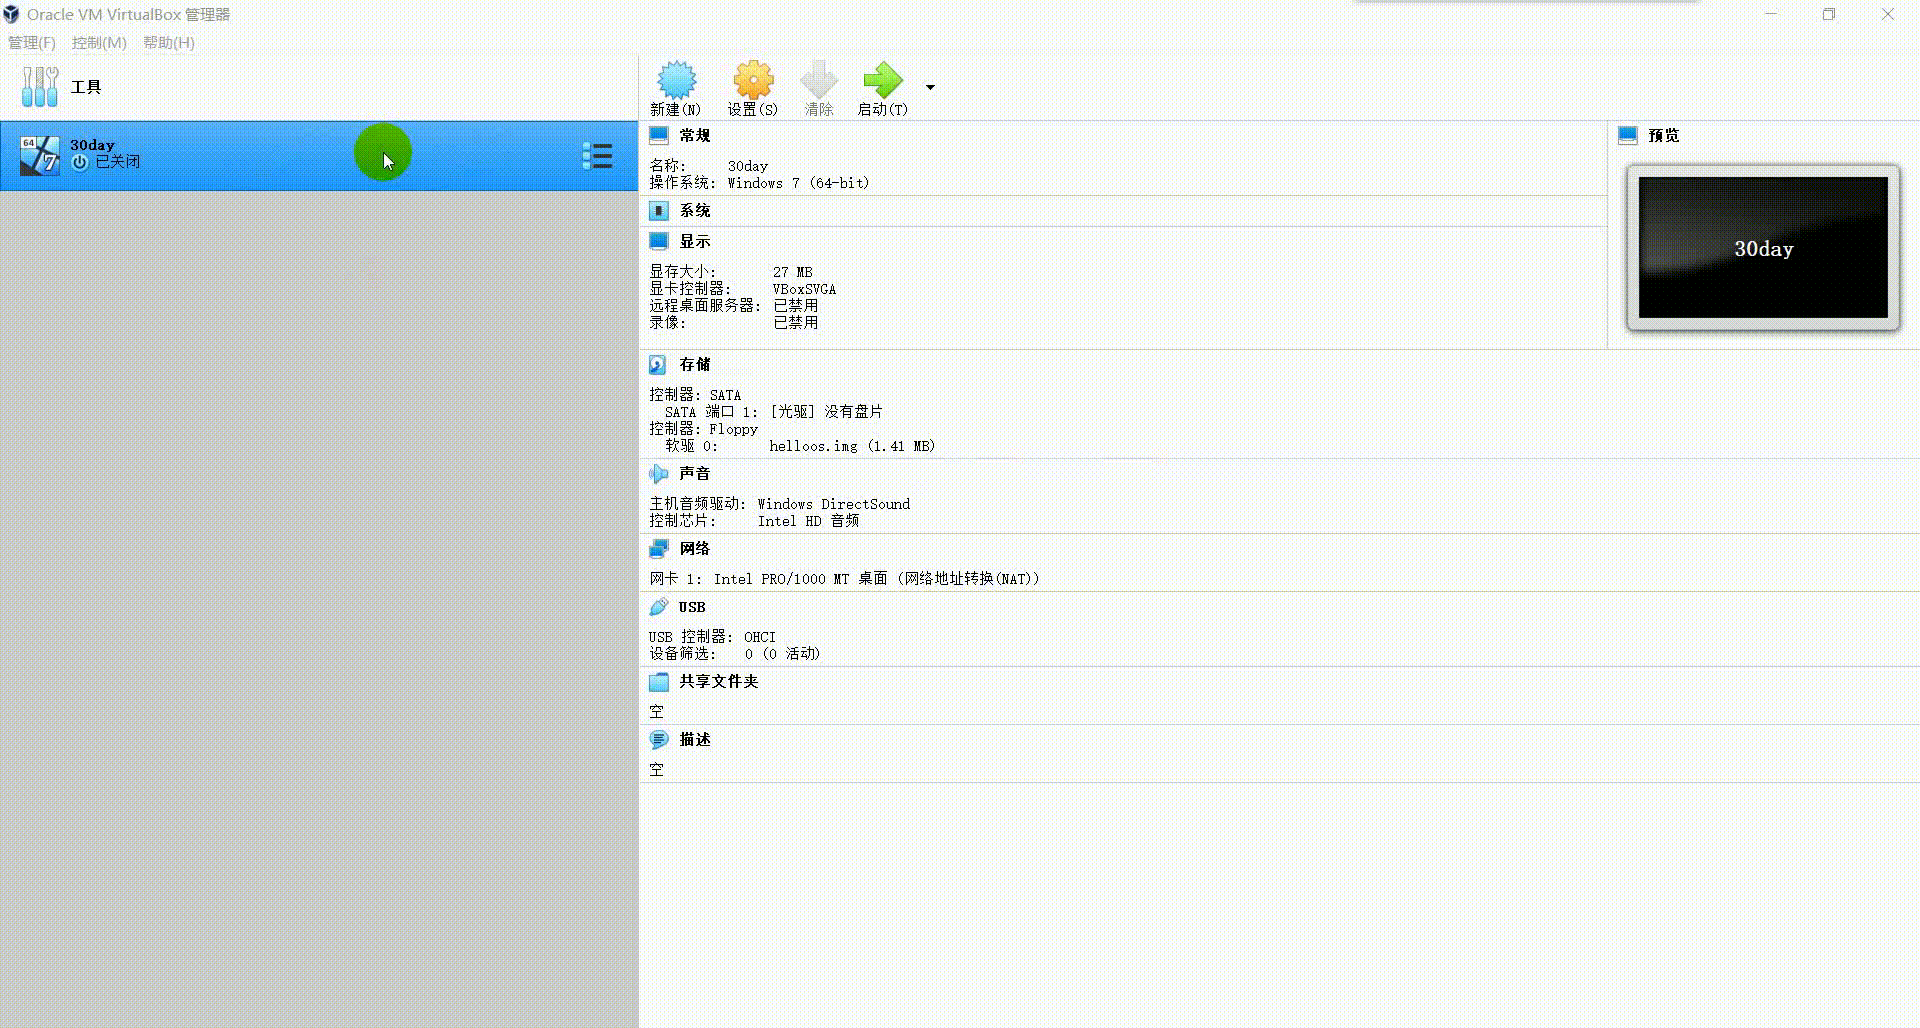 Oracle VM VirtualBox 管理器
管理(F) 控制(M) 帮助(H)
工具
新建(N) 设置(S) 清除 启动(T)
64
7
30day
已关闭
常规
名称: 30day
操作系统: Windows 7 (64-bit)
系统
显示
显存大小: 27 MB
显卡控制器: VBoxSVGA
远程桌面服务器: 已禁用
录像: 已禁用
预览
30day
存储
控制器: SATA
SATA 端口 1: [光驱] 没有盘片
控制器: Floppy
软驱 0: helloos.img (1.41 MB)
声音
主机音频驱动: Windows DirectSound
控制芯片: Intel HD 音频
网络
网卡 1: Intel PRO/1000 MT 桌面 (网络地址转换(NAT))
USB
USB 控制器: OHCI
设备筛选: 0 (0 活动)
共享文件夹
空
描述
空